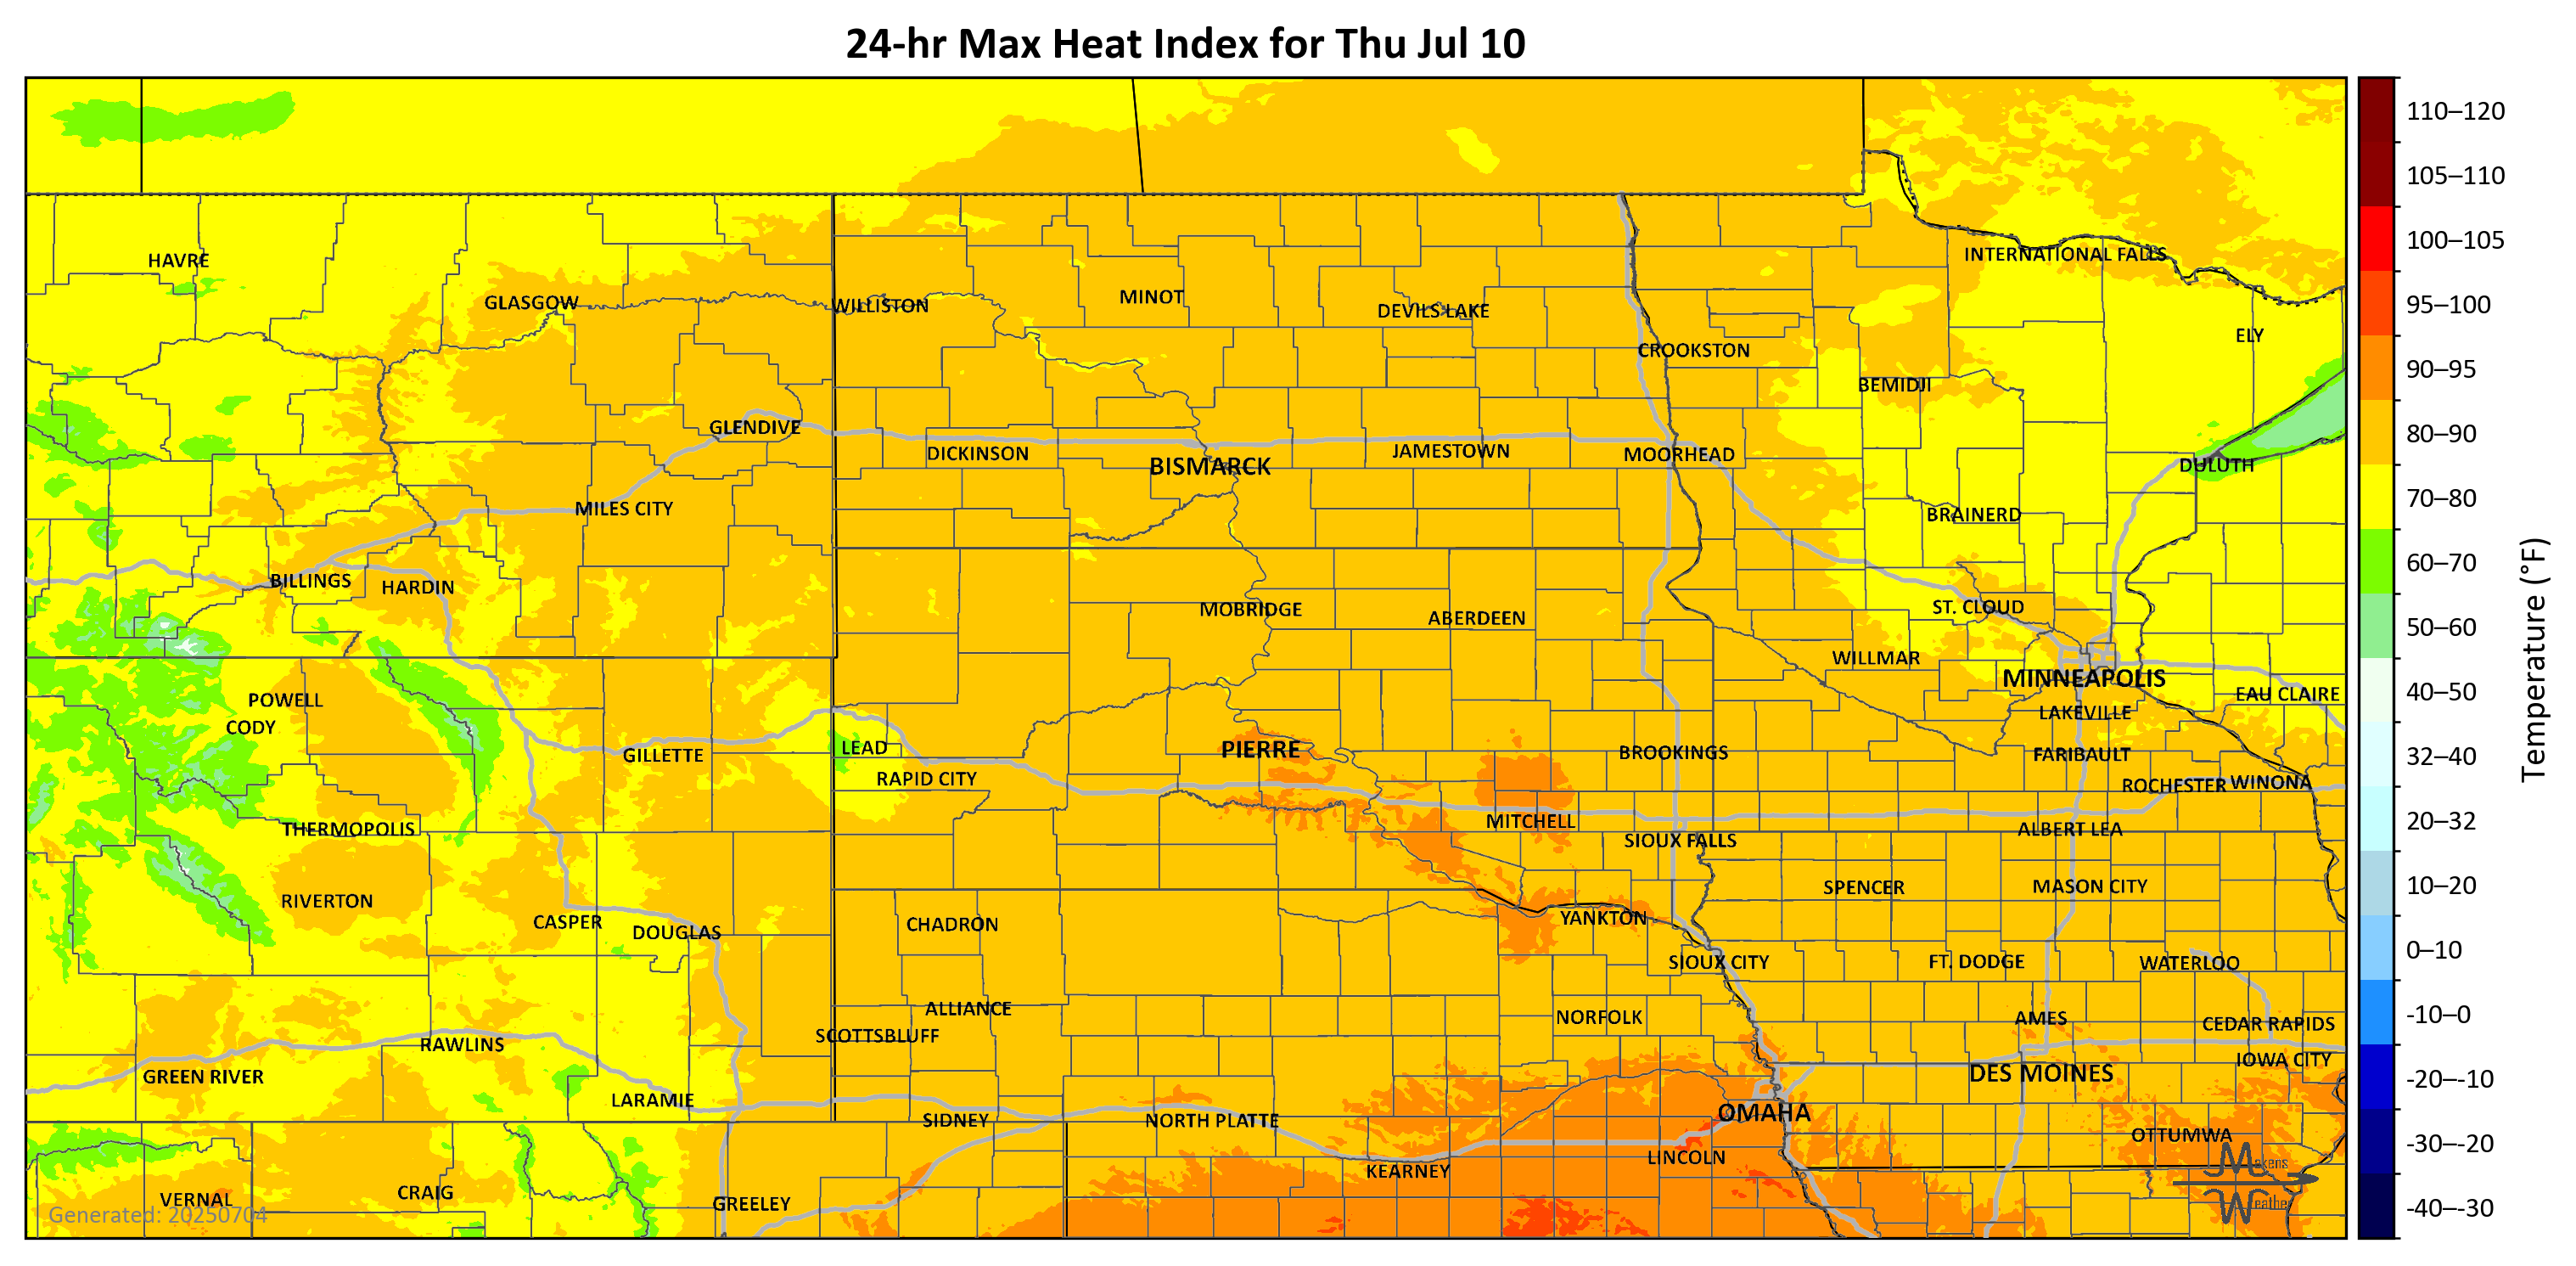 24-hr Max Heat Index for Thu Jul 10
HAVRE
INTERNATIONAL FALLS
GLASGOW
WILLISTON
MINOT
DEVILS LAKE
ELY
CROOKSTON
BEMIDJI
GLENDIVE
DICKINSON
BISMARCK
JAMESTOWN
MOORHEAD
DULUTH
MILES CITY
BRAINERD
BILLINGS
HARDIN
MOBRIDGE
ABERDEEN
ST. CLOUD
WILLMAR
MINNEAPOLIS
POWELL
EAU CLAIRE
CODY
LAKEVILLE
GILLETTE
LEAD
PIERRE
BROOKINGS
FARIBAULT
RAPID CITY
ROCHESTER
WINONA
THERMOPOLIS
MITCHELL
SIOUX FALLS
ALBERT LEA
RIVERTON
SPENCER
MASON CITY
CASPER
DOUGLAS
CHADRON
YANKTON
SIOUX CITY
FT. DODGE
WATERLOO
ALLIANCE
NORFOLK
AMES
CEDAR RAPIDS
SCOTTSBLUFF
RAWLINS
IOWA CITY
GREEN RIVER
DES MOINES
LARAMIE
SIDNEY
NORTH PLATTE
OMAHA
OTTUMWA
KEARNEY
LINCOLN
VERNAL
CRAIG
GREELEY
Generated: 20250704
Makens
Weather
110–120
105–110
100–105
95–100
90–95
80–90
70–80
60–70
50–60
40–50
32–40
20–32
10–20
0–10
-10–0
-20–-10
-30–-20
-40–-30
Temperature (°F)